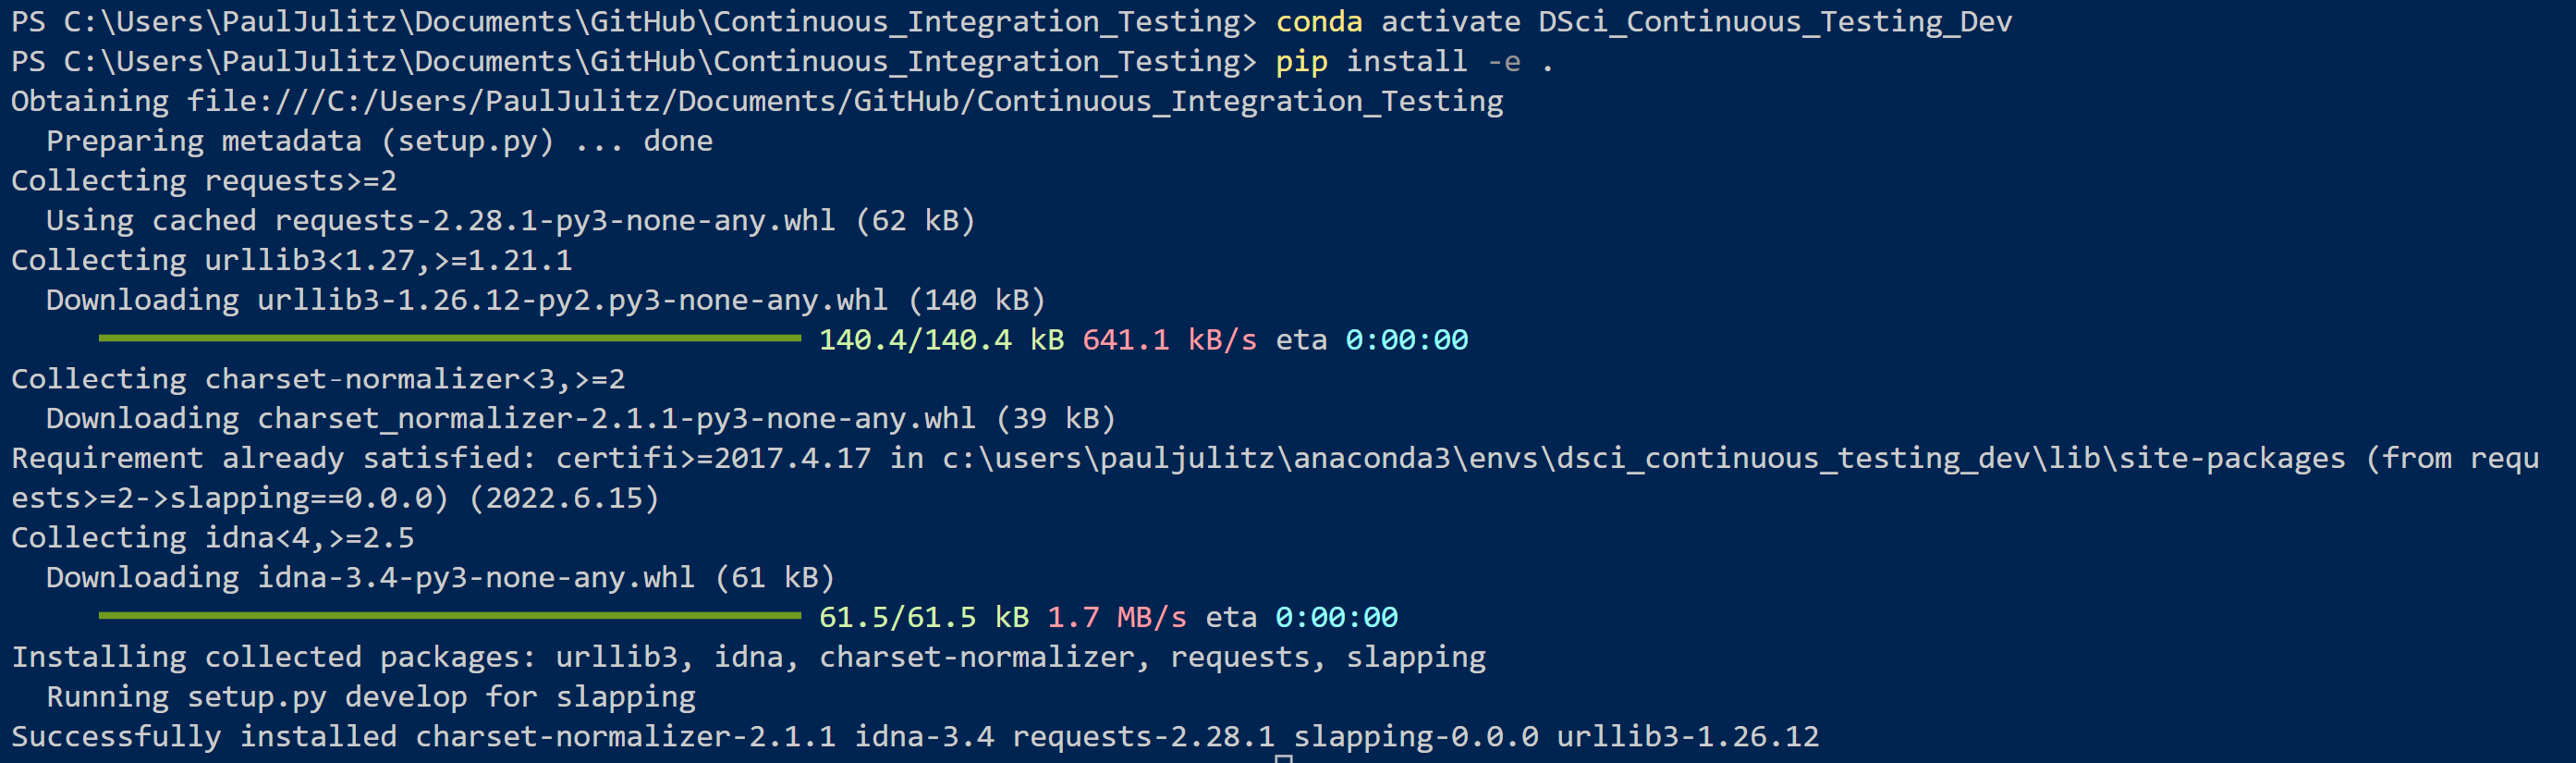 PS C:\Users\PaulJulitz\Documents\GitHub\Continuous_Integration_Testing> conda activate DSci_Continuous_Testing_Dev
PS C:\Users\PaulJulitz\Documents\GitHub\Continuous_Integration_Testing> pip install -e .
Obtaining file:///C:/Users/PaulJulitz/Documents/GitHub/Continuous_Integration_Testing
  Preparing metadata (setup.py) ... done
Collecting requests>=2
  Using cached requests-2.28.1-py3-none-any.whl (62 kB)
Collecting urllib3<1.27,>=1.21.1
  Downloading urllib3-1.26.12-py2.py3-none-any.whl (140 kB)
     140.4/140.4 kB 641.1 kB/s eta 0:00:00
Collecting charset-normalizer<3,>=2
  Downloading charset_normalizer-2.1.1-py3-none-any.whl (39 kB)
Requirement already satisfied: certifi>=2017.4.17 in c:\users\pauljulitz\anaconda3\envs\dsci_continuous_testing_dev\lib\site-packages (from requ
ests>=2->slapping==0.0.0) (2022.6.15)
Collecting idna<4,>=2.5
  Downloading idna-3.4-py3-none-any.whl (61 kB)
     61.5/61.5 kB 1.7 MB/s eta 0:00:00
Installing collected packages: urllib3, idna, charset-normalizer, requests, slapping
  Running setup.py develop for slapping
Successfully installed charset-normalizer-2.1.1 idna-3.4 requests-2.28.1 slapping-0.0.0 urllib3-1.26.12